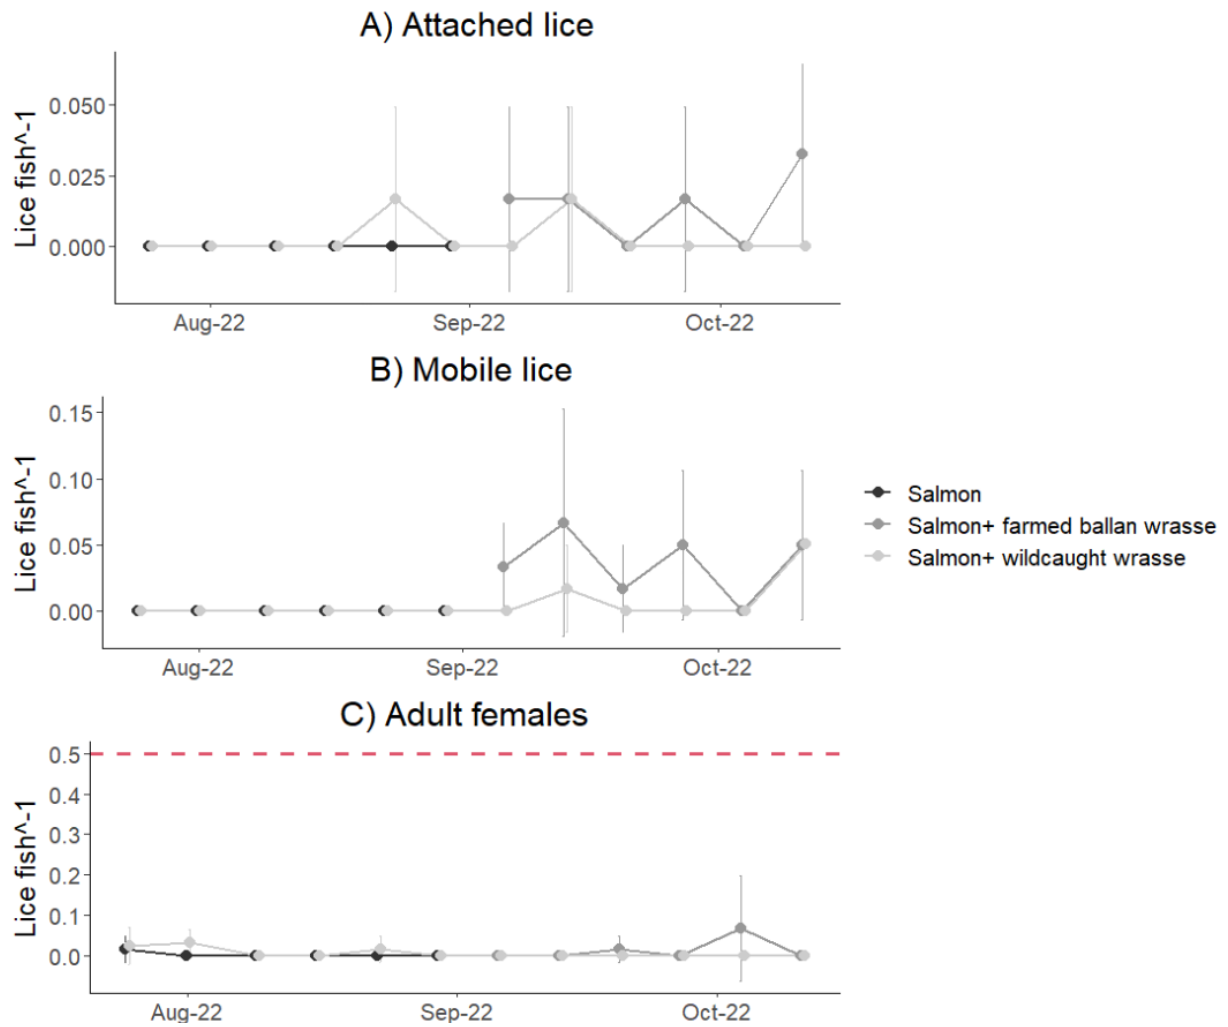 A) Attached lice
Lice fish^-1
0.050
0.025
0.000
Aug-22 Sep-22 Oct-22
B) Mobile lice
Lice fish^-1
0.15
0.10
0.05
0.00
Aug-22 Sep-22 Oct-22
Salmon
Salmon+ farmed ballan wrasse
Salmon+ wildcaught wrasse
C) Adult females
Lice fish^-1
0.5
0.4
0.3
0.2
0.1
0.0
Aug-22 Sep-22 Oct-22